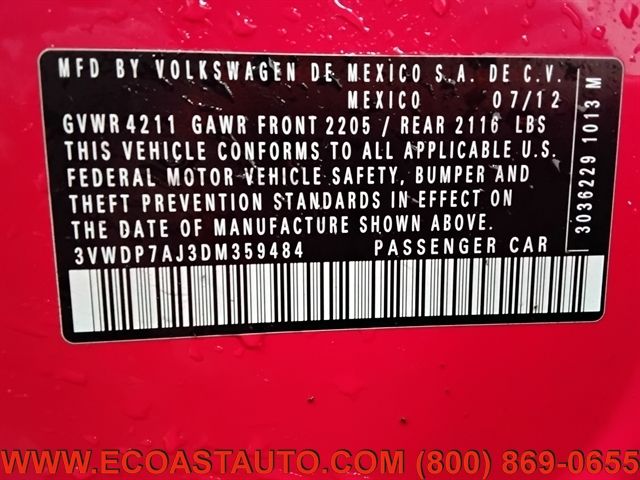 MFD BY VOLKSWAGEN DE MEXICO S.A. DE C.V.
MEXICO 07/12
GVWR 4211 GAWR FRONT 2205 / REAR 2116 LBS
THIS VEHICLE CONFORMS TO ALL APPLICABLE U.S.
FEDERAL MOTOR VEHICLE SAFETY, BUMPER AND
THEFT PREVENTION STANDARDS IN EFFECT ON
THE DATE OF MANUFACTURE SHOWN ABOVE.
3VWDP7AJ3DM359484 PASSENGER CAR
3036229 1013 M
WWW.ECOASTAUTO.COM (800) 869-0655